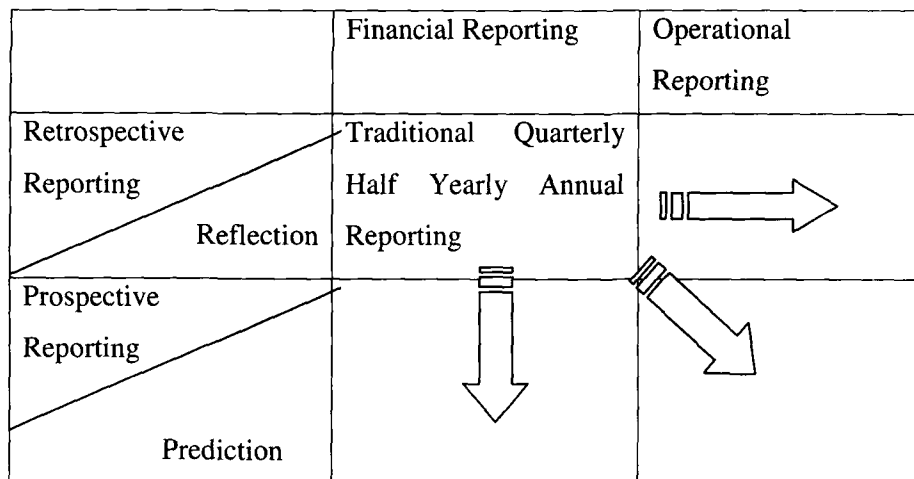 Financial Reporting
Operational
Reporting
Retrospective
Reporting
Reflection
Traditional Quarterly
Half Yearly Annual
Reporting
Prospective
Reporting
Prediction